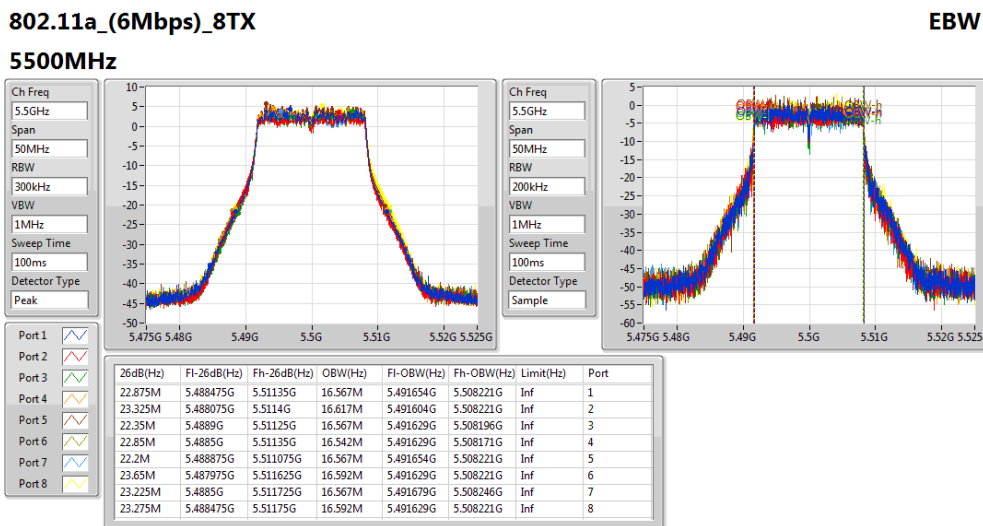 802.11a_(6Mbps)_8TX EBW
5500MHz
Ch Freq
5.5GHz
Span
50MHz
RBW
300kHz
VBW
1MHz
Sweep Time
100ms
Detector Type
Peak
10
5
0
-5
-10
-15
-20
-25
-30
-35
-40
-45
-50
5.475G 5.48G 5.49G 5.5G 5.51G 5.52G 5.525G
Ch Freq
5.5GHz
Span
50MHz
RBW
200kHz
VBW
1MHz
Sweep Time
100ms
Detector Type
Sample
5
0
-5
-10
-15
-20
-25
-30
-35
-40
-45
-50
-55
-60
5.475G 5.48G 5.49G 5.5G 5.51G 5.52G 5.525
Port 1
Port 2
Port 3
Port 4
Port 5
Port 6
Port 7
Port 8
26dB(Hz) Fl-26dB(Hz) Fh-26dB(Hz) OBW(Hz) Fl-OBW(Hz) Fh-OBW(Hz) Limit(Hz) Port
22.875M 5.488475G 5.51135G 16.567M 5.491654G 5.508221G Inf 1
23.325M 5.488075G 5.5114G 16.617M 5.491604G 5.508221G Inf 2
22.35M 5.4889G 5.51125G 16.567M 5.491629G 5.508196G Inf 3
22.85M 5.4885G 5.51135G 16.542M 5.491629G 5.508171G Inf 4
22.2M 5.488875G 5.511075G 16.567M 5.491654G 5.508221G Inf 5
23.65M 5.487975G 5.511625G 16.592M 5.491629G 5.508221G Inf 6
23.225M 5.4885G 5.511725G 16.567M 5.491679G 5.508246G Inf 7
23.275M 5.488475G 5.51175G 16.592M 5.491629G 5.508221G Inf 8